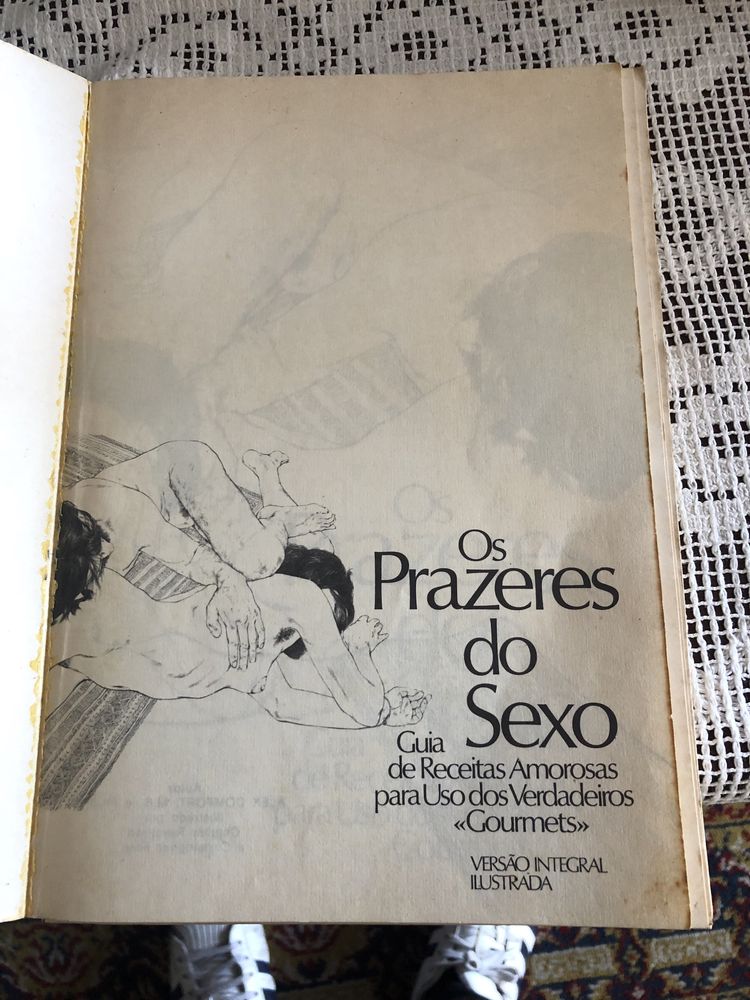 Os
Prazeres
do
Sexo
Guia
de Receitas Amorosas
para Uso dos Verdadeiros
«Gourmets»
VERSÃO INTEGRAL
ILUSTRADA